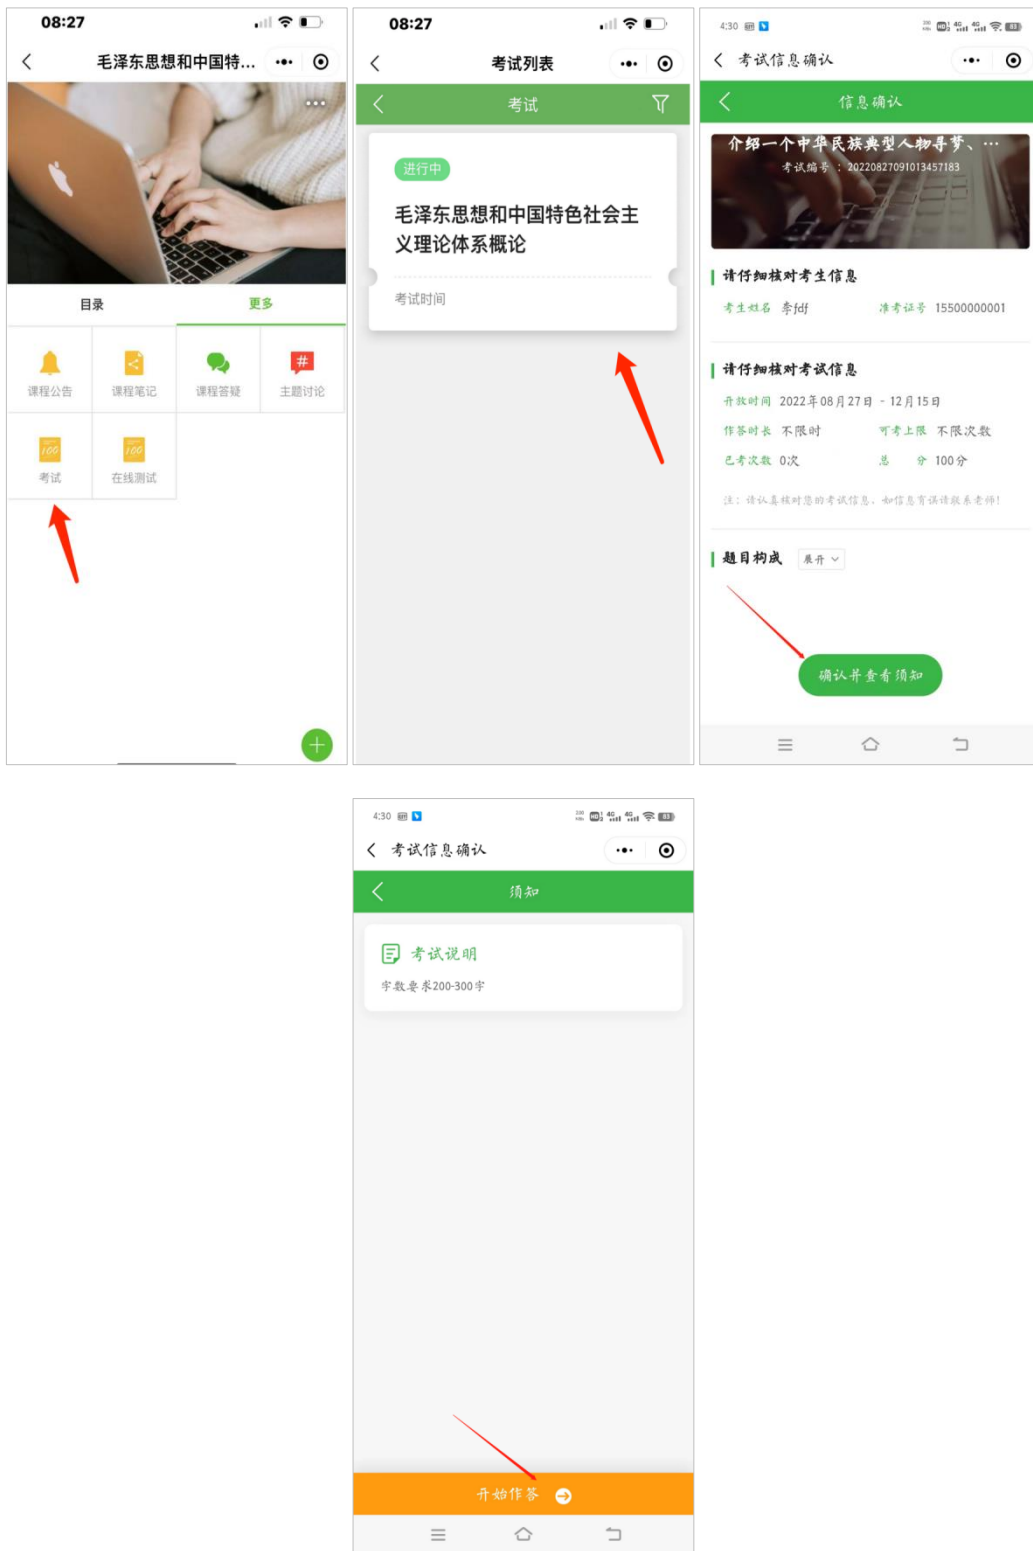 08:27
毛泽东思想和中国特...
目录
更多
课程公告
课程笔记
课程答疑
主题讨论
100
考试
100
在线测试
08:27
考试列表
考试
进行中
毛泽东思想和中国特色社会主
义理论体系概论
考试时间
4:30
4G 4G 83
考试信息确认
信息确认
介绍一个中华民族典型人物寻梦、…
考试编号：20220827091013457183
请仔细核对考生信息
考生姓名 李fdf 准考证号 15500000001
请仔细核对考试信息
开放时间 2022年08月27日 - 12月15日
作答时长 不限时 可考上限 不限次数
已考次数 0次 总 分 100分
注：请认真核对您的考试信息，如信息有误请联系老师！
题目构成 展开
确认并查看须知
4:30
4G 4G 83
考试信息确认
须知
考试说明
字数要求200-300字
开始作答